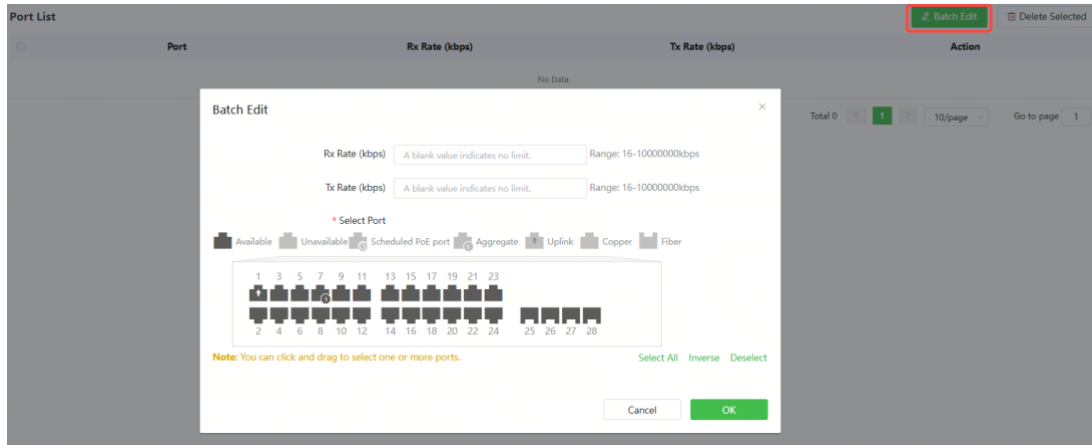 Port List
Batch Edit
Delete Selected
Port
Rx Rate (kbps)
Tx Rate (kbps)
Action
No Data
Total 0
1
10/page
Go to page
1
Batch Edit
Rx Rate (kbps)
A blank value indicates no limit.
Range: 16-10000000kbps
Tx Rate (kbps)
A blank value indicates no limit.
Range: 16-10000000kbps
* Select Port
Available
Unavailable
Scheduled PoE port
Aggregate
Uplink
Copper
Fiber
1 3 5 7 9 11 13 15 17 19 21 23
2 4 6 8 10 12 14 16 18 20 22 24 25 26 27 28
Note: You can click and drag to select one or more ports.
Select All
Inverse
Deselect
Cancel
OK